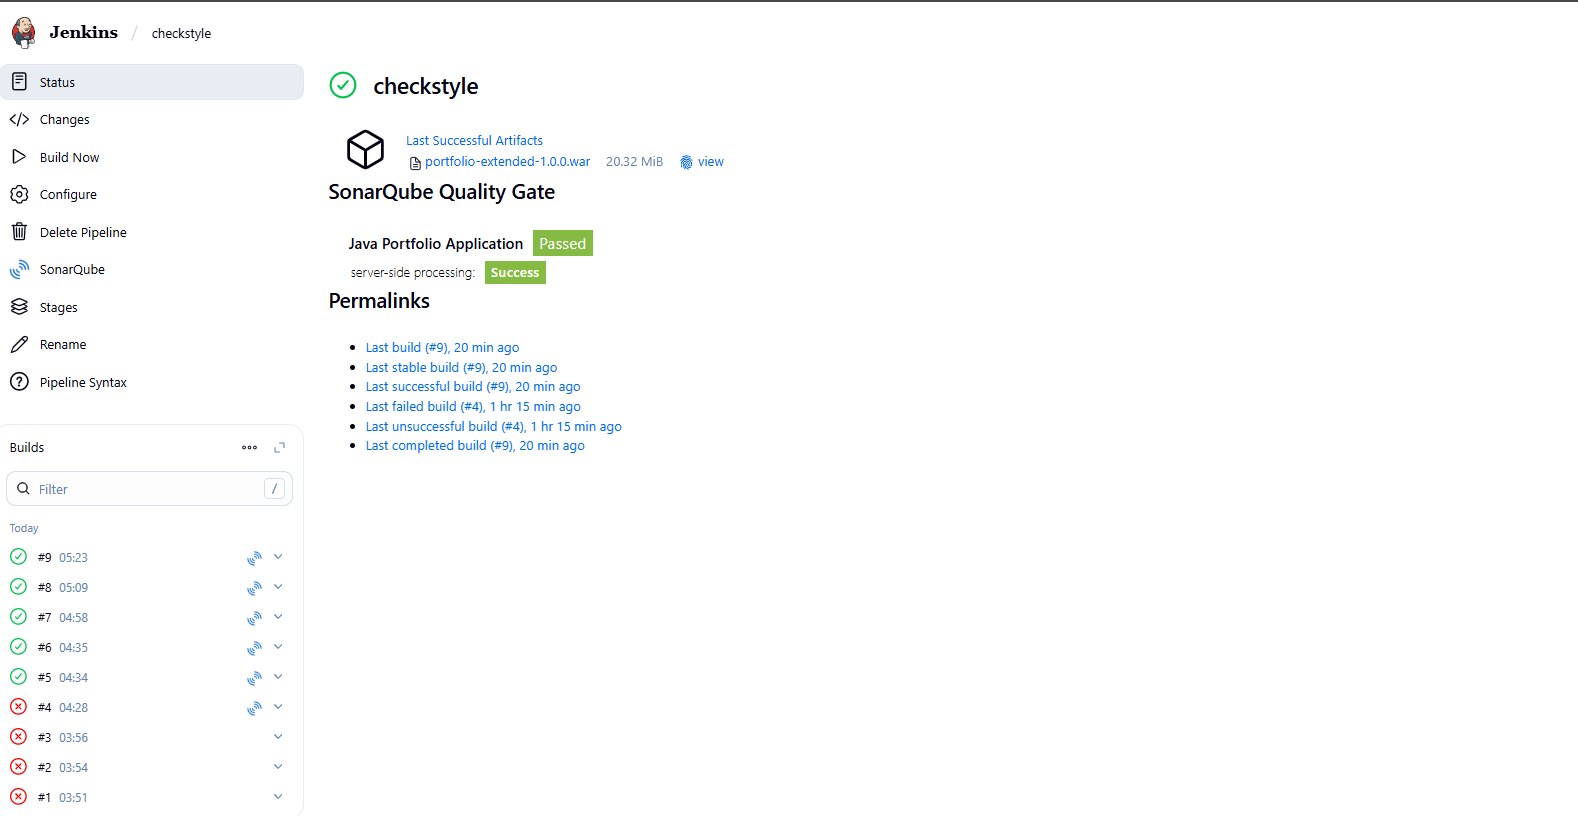 Jenkins / checkstyle
Status
Changes
Build Now
Configure
Delete Pipeline
SonarQube
Stages
Rename
Pipeline Syntax
Builds
Filter /
Today
#9 05:23
#8 05:09
#7 04:58
#6 04:35
#5 04:34
#4 04:28
#3 03:56
#2 03:54
#1 03:51
checkstyle
Last Successful Artifacts
portfolio-extended-1.0.0.war 20.32 MiB view
SonarQube Quality Gate
Java Portfolio Application Passed
server-side processing: Success
Permalinks
Last build (#9), 20 min ago
Last stable build (#9), 20 min ago
Last successful build (#9), 20 min ago
Last failed build (#4), 1 hr 15 min ago
Last unsuccessful build (#4), 1 hr 15 min ago
Last completed build (#9), 20 min ago